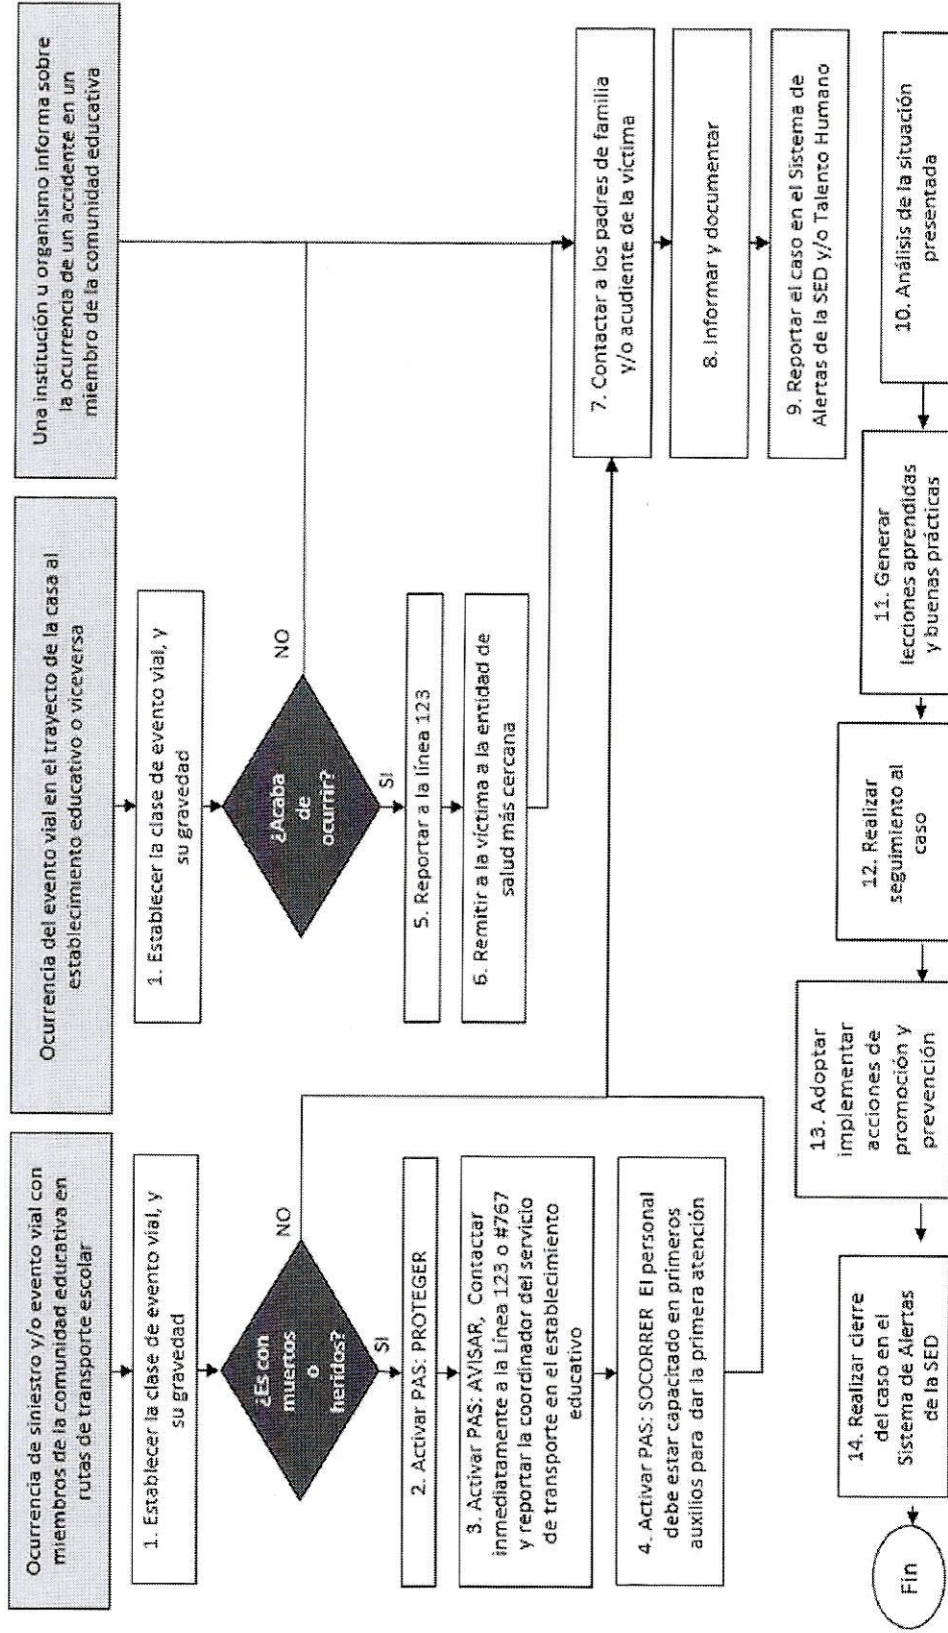 Ocurrencia de siniestro y/o evento vial con
miembros de la comunidad educativa en
rutas de transporte escolar
1. Establecer la clase de evento vial, y
su gravedad
¿Es con
muertos
o
heridos?
NO
SI
2. Activar PAS: PROTEGER
3. Activar PAS: AVISAR, Contactar
inmediatamente a la Línea 123 o #767
y reportar la coordinador del servicio
de transporte en el establecimiento
educativo
4. Activar PAS: SOCORRER El personal
debe estar capacitado en primeros
auxilios para dar la primera atención
Ocurrencia del evento vial en el trayecto de la casa al
establecimiento educativo o viceversa
1. Establecer la clase de evento vial, y
su gravedad
¿Acaba
de
ocurrir?
NO
SI
5. Reportar a la línea 123
6. Remitir a la víctima a la entidad de
salud más cercana
Una institución u organismo informa sobre
la ocurrencia de un accidente en un
miembro de la comunidad educativa
7. Contactar a los padres de familia
y/o acudiente de la víctima
8. Informar y documentar
9. Reportar el caso en el Sistema de
Alertas de la SED y/o Talento Humano
10. Análisis de la situación
presentada
11. Generar
lecciones aprendidas
y buenas prácticas
12. Realizar
seguimiento al
caso
13. Adoptar
implementar
acciones de
promoción y
prevención
14. Realizar cierre
del caso en el
Sistema de Alertas
de la SED
Fin